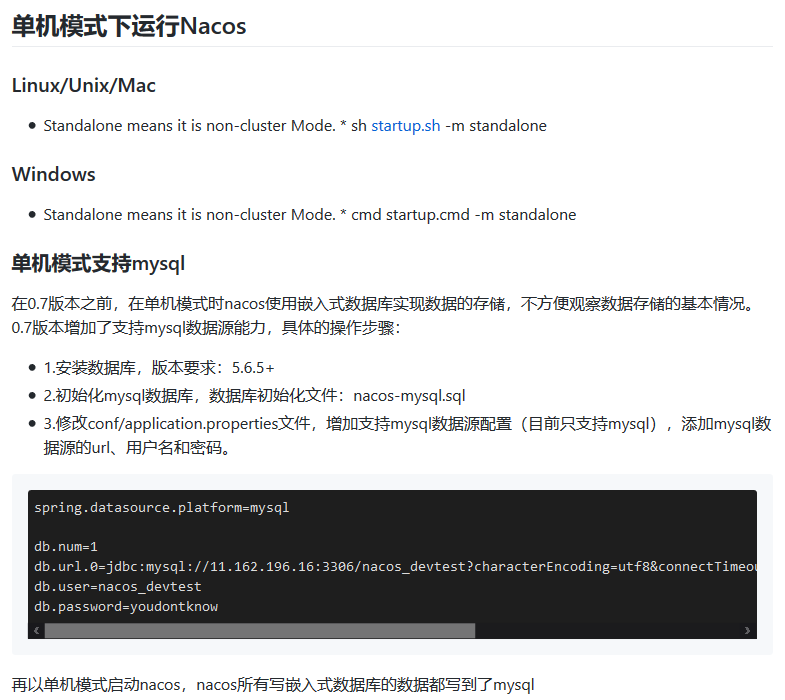 单机模式下运行Nacos
Linux/Unix/Mac
Standalone means it is non-cluster Mode. * sh startup.sh -m standalone
Windows
Standalone means it is non-cluster Mode. * cmd startup.cmd -m standalone
单机模式支持mysql
在0.7版本之前，在单机模式时nacos使用嵌入式数据库实现数据的存储，不方便观察数据存储的基本情况。
0.7版本增加了支持mysql数据源能力，具体的操作步骤：
1.安装数据库，版本要求：5.6.5+
2.初始化mysql数据库，数据库初始化文件：nacos-mysql.sql
3.修改conf/application.properties文件，增加支持mysql数据源配置（目前只支持mysql），添加mysql数
据源的url、用户名和密码。
spring.datasource.platform=mysql
db.num=1
db.url.0=jdbc:mysql://11.162.196.16:3306/nacos_devtest?characterEncoding=utf8&connectTimeou
db.user=nacos_devtest
db.password=youdontknow
再以单机模式启动nacos，nacos所有写嵌入式数据库的数据都写到了mysql